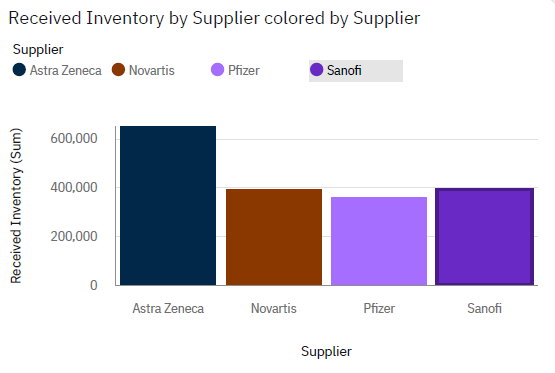 Received Inventory by Supplier colored by Supplier
Supplier
Astra Zeneca Novartis Pfizer Sanofi
Received Inventory (Sum)
600,000
400,000
200,000
0
Astra Zeneca Novartis Pfizer Sanofi
Supplier